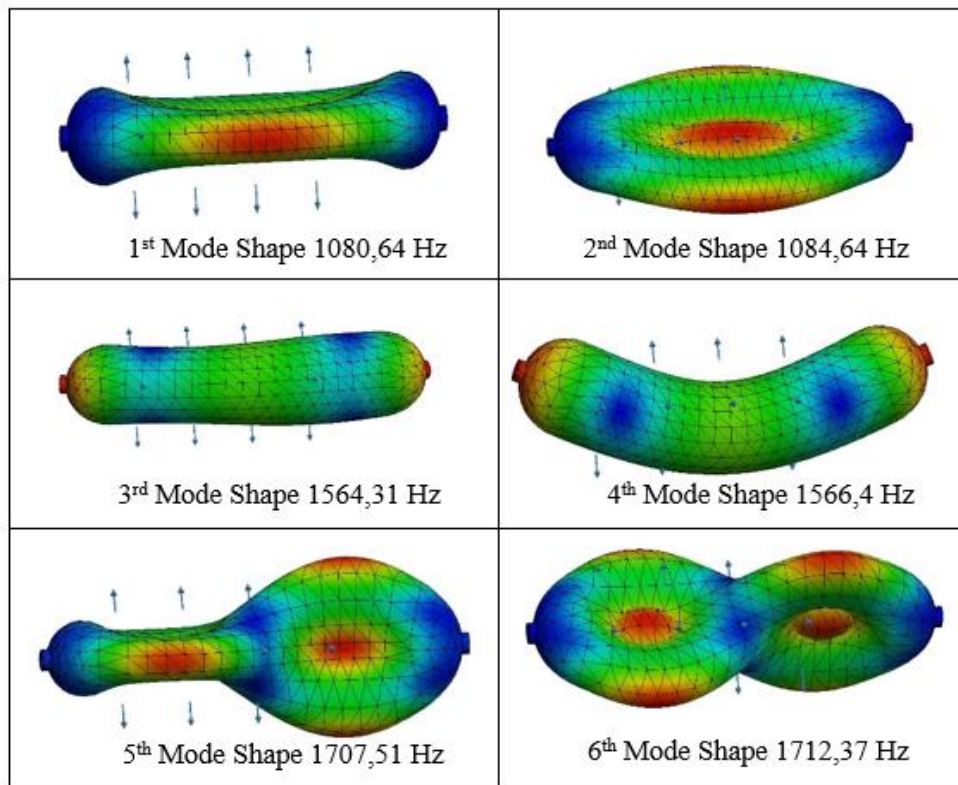 1st Mode Shape 1080,64 Hz
2nd Mode Shape 1084,64 Hz
3rd Mode Shape 1564,31 Hz
4th Mode Shape 1566,4 Hz
5th Mode Shape 1707,51 Hz
6th Mode Shape 1712,37 Hz